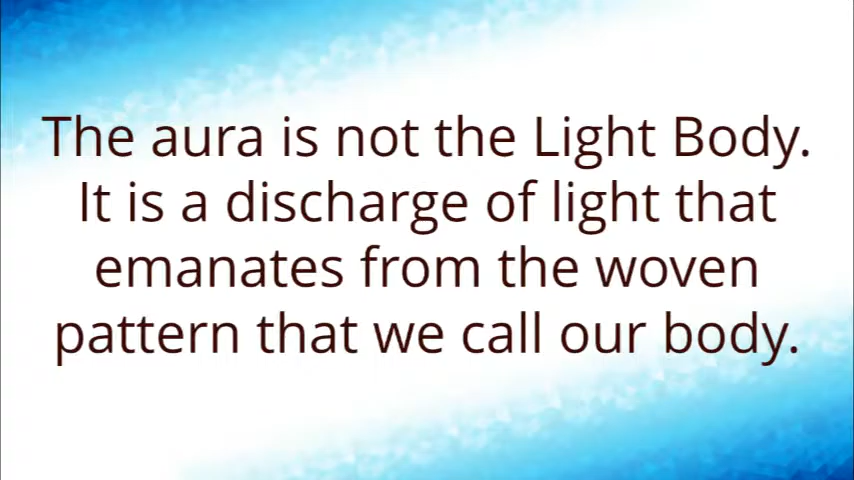 The aura is not the Light Body.
It is a discharge of light that
emanates from the woven
pattern that we call our body.